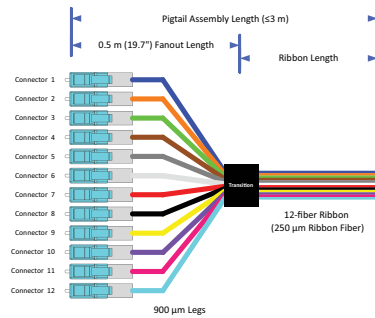 Pigtail Assembly Length (≤3 m)
0.5 m (19.7") Fanout Length
Ribbon Length
Connector 1
Connector 2
Connector 3
Connector 4
Connector 5
Connector 6
Connector 7
Connector 8
Connector 9
Connector 10
Connector 11
Connector 12
Transition
12-fiber Ribbon
(250 µm Ribbon Fiber)
900 µm Legs